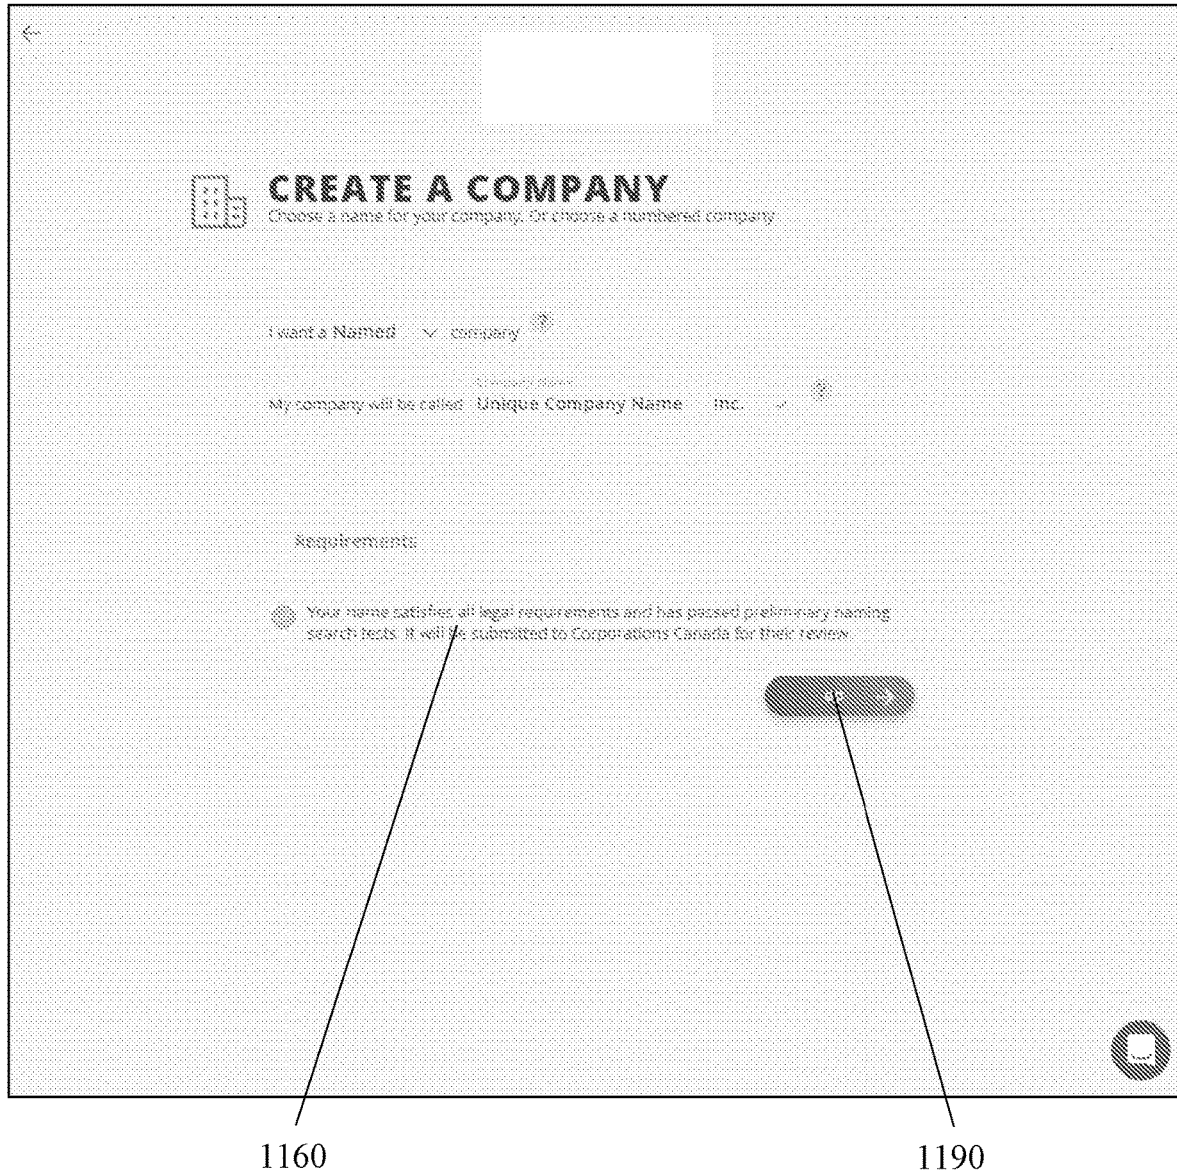 CREATE A COMPANY
Choose a name for your company. Or choose a numbered company
I want a Named company ?
Company Name
My company will be called Unique Company Name Inc. ?
Requirements
Your name satisfies all legal requirements and has passed preliminary naming
search tests. It will be submitted to Corporations Canada for their review
1160
1190